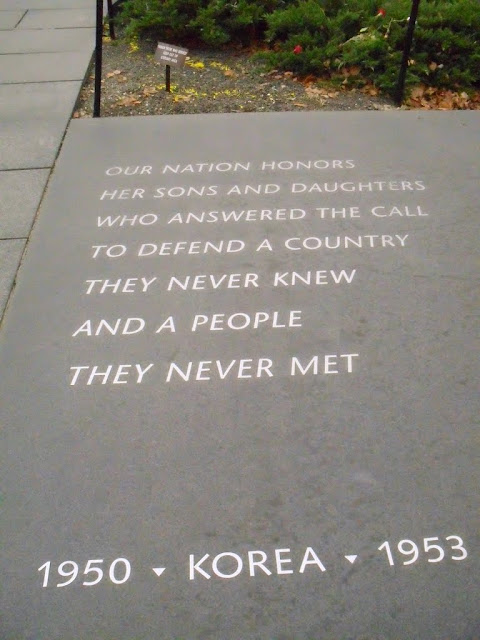 OUR NATION HONORS
HER SONS AND DAUGHTERS
WHO ANSWERED THE CALL
TO DEFEND A COUNTRY
THEY NEVER KNEW
AND A PEOPLE
THEY NEVER MET
1950 ▾ KOREA ▾ 1953